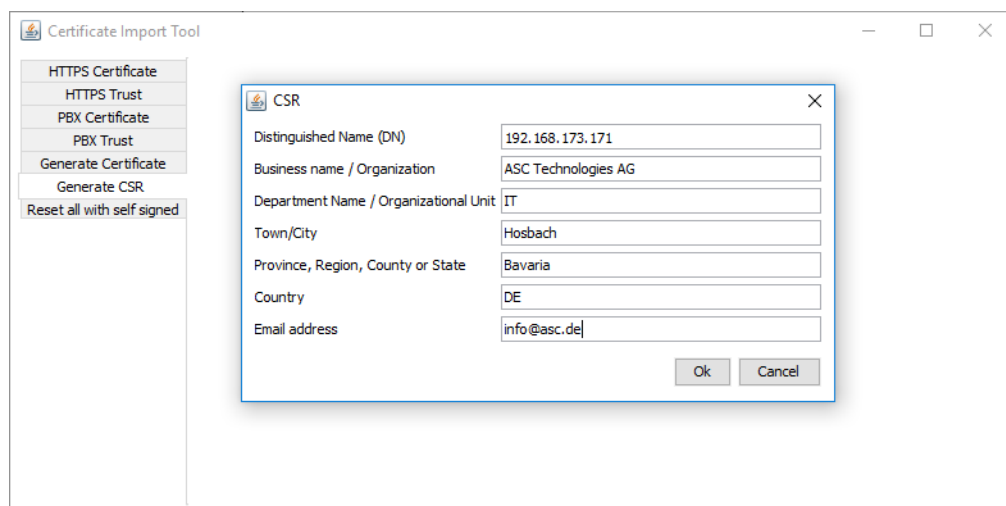 Certificate Import Tool
HTTPS Certificate
HTTPS Trust
PBX Certificate
PBX Trust
Generate Certificate
Generate CSR
Reset all with self signed
CSR
Distinguished Name (DN) 192.168.173.171
Business name / Organization ASC Technologies AG
Department Name / Organizational Unit IT
Town/City Hosbach
Province, Region, County or State Bavaria
Country DE
Email address info@asc.de
Ok Cancel